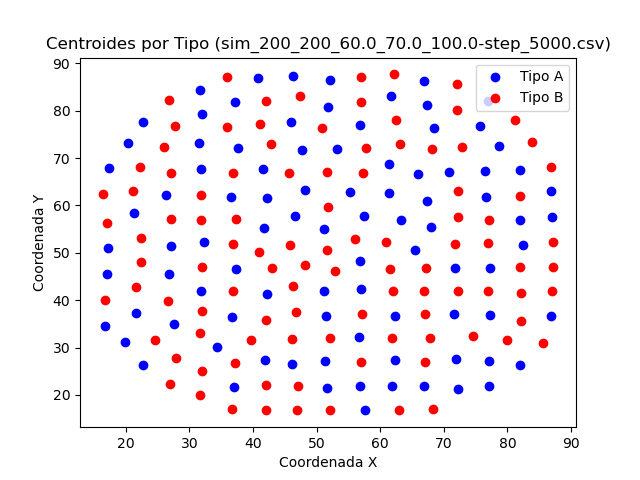 Centroides por Tipo (sim_200_200_60.0_70.0_100.0-step_5000.csv)
Tipo A
Tipo B
Coordenada Y
90
80
70
60
50
40
30
20
20 30 40 50 60 70 80 90
Coordenada X